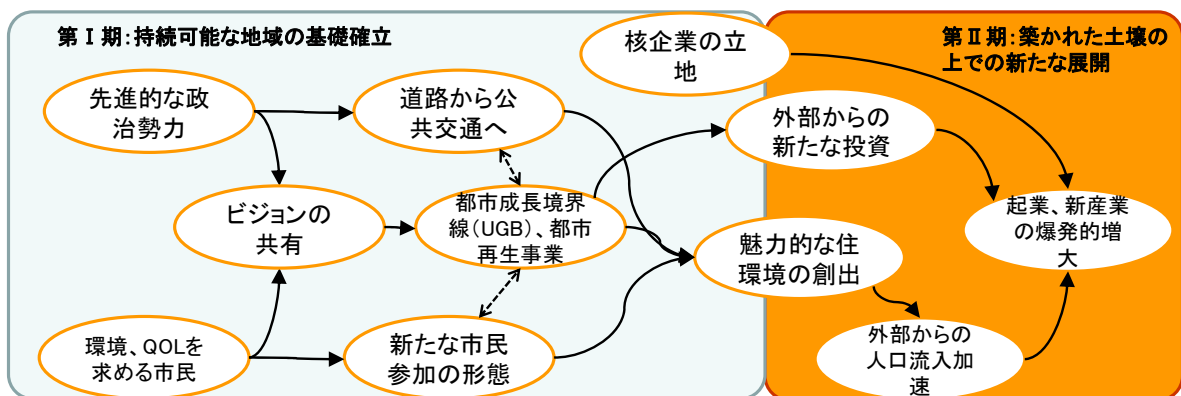 第Ⅰ期：持続可能な地域の基礎確立
核企業の立
地
第Ⅱ期：築かれた土壌の
上での新たな展開
先進的な政
治勢力
道路から公
共交通へ
外部からの
新たな投資
ビジョンの
共有
都市成長境界
線（UGB）、都市
再生事業
起業、新産業
の爆発的増
大
魅力的な住
環境の創出
環境、QOLを
求める市民
新たな市民
参加の形態
外部からの
人口流入加
速